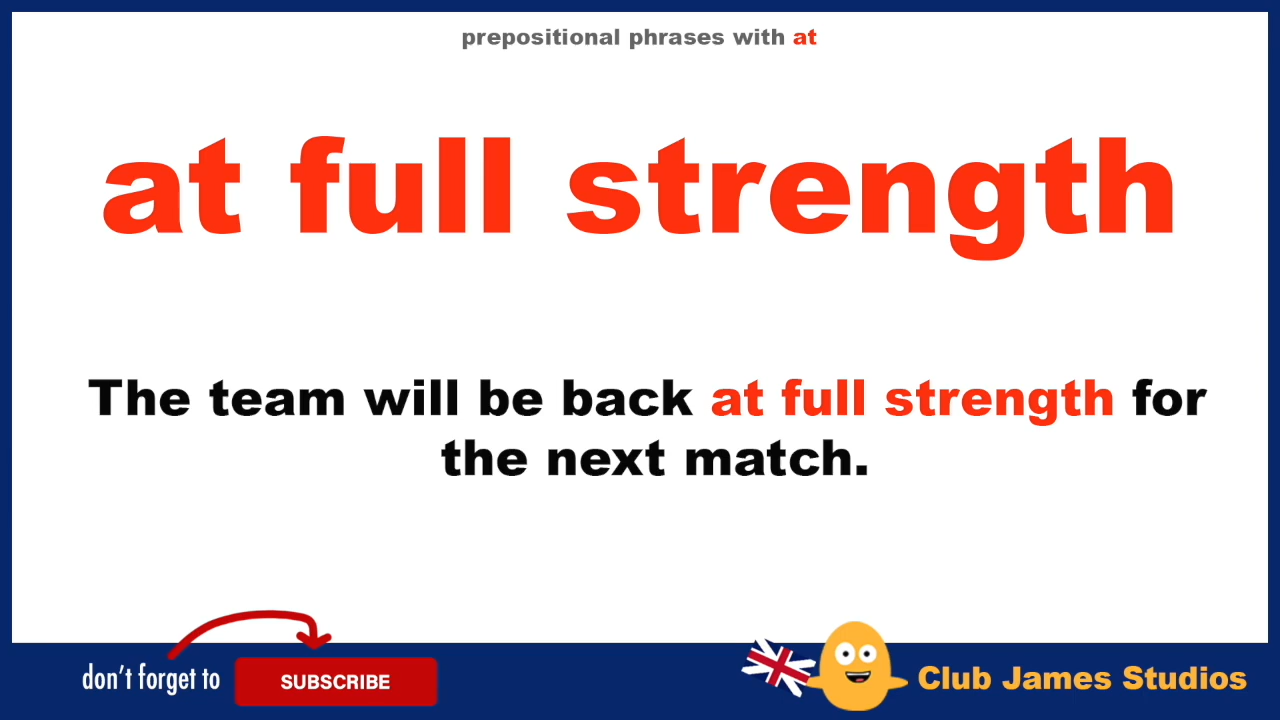 prepositional phrases with at
at full strength
The team will be back at full strength for
the next match.
don't forget to
SUBSCRIBE
Club James Studios